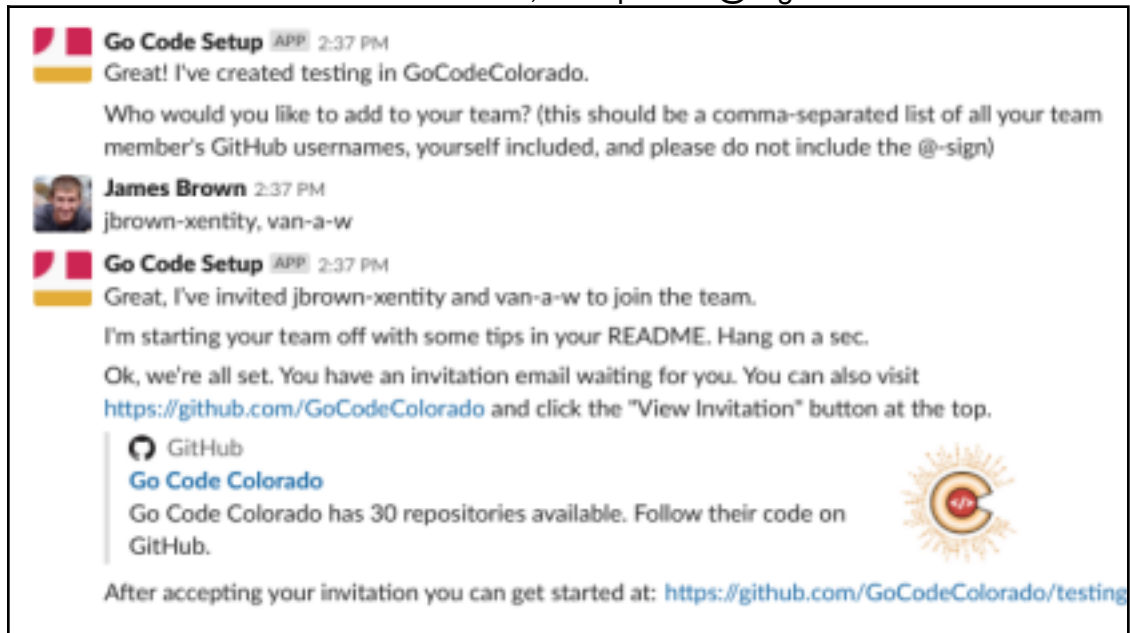 Go Code Setup APP 2:37 PM
Great! I've created testing in GoCodeColorado.
Who would you like to add to your team? (this should be a comma-separated list of all your team
member's GitHub usernames, yourself included, and please do not include the @-sign)
James Brown 2:37 PM
jbrown-xentity, van-a-w
Go Code Setup APP 2:37 PM
Great, I've invited jbrown-xentity and van-a-w to join the team.
I'm starting your team off with some tips in your README. Hang on a sec.
Ok, we're all set. You have an invitation email waiting for you. You can also visit
https://github.com/GoCodeColorado and click the "View Invitation" button at the top.
GitHub
Go Code Colorado
Go Code Colorado has 30 repositories available. Follow their code on
GitHub.
</>
After accepting your invitation you can get started at: https://github.com/GoCodeColorado/testing